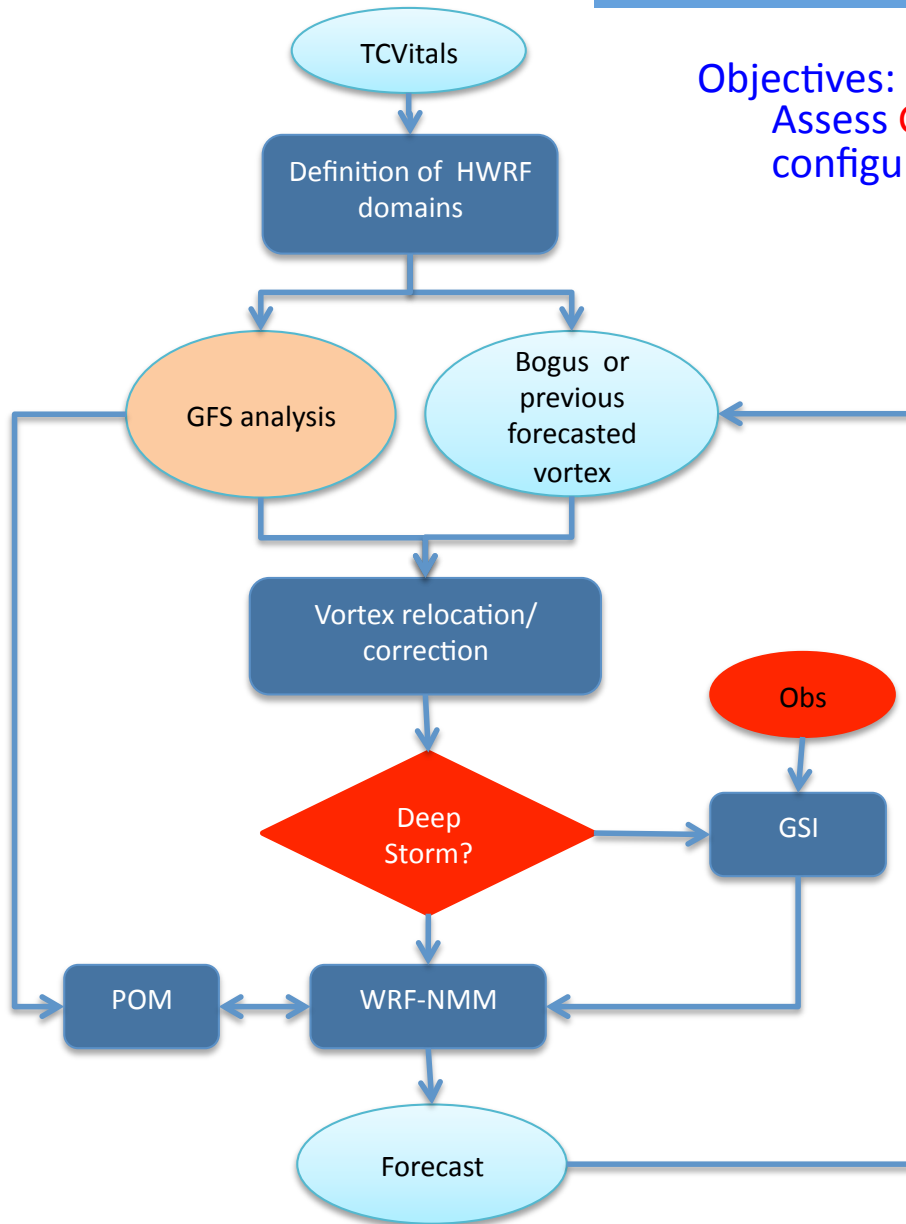 TCVitals
Objectives:
Assess
configu
Definition of HWRF
domains
GFS analysis
Bogus or
previous
forecasted
vortex
Vortex relocation/
correction
Obs
Deep
Storm?
GSI
POM
WRF-NMM
Forecast